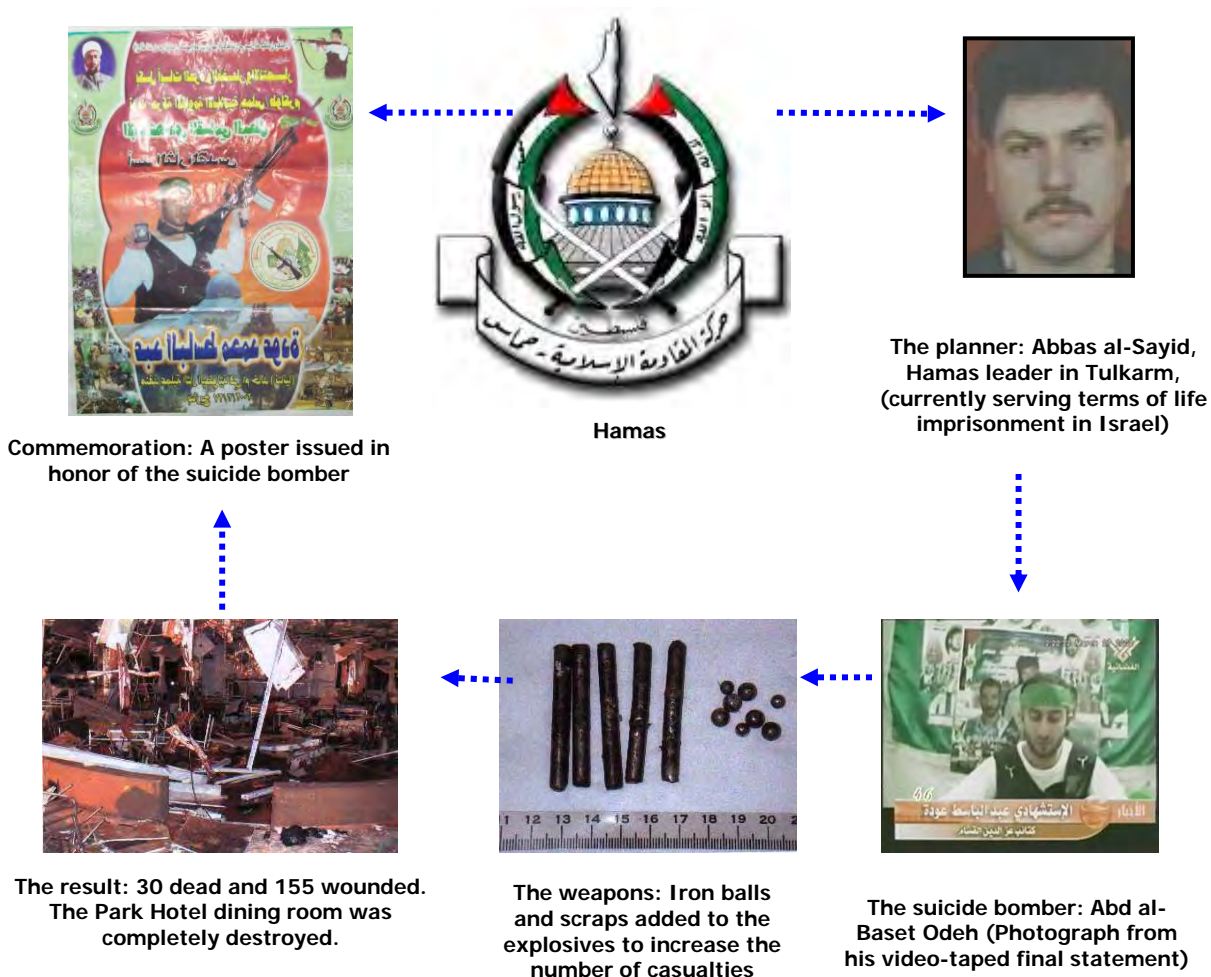 فلسطين
حركة المقاومة الإسلامية - حماس
Hamas
The planner: Abbas al-Sayid,
Hamas leader in Tulkarm,
(currently serving terms of life
imprisonment in Israel)
Commemoration: A poster issued in
honor of the suicide bomber
12 13 14 15 16 17 18 19 20
الفضائية
الأخبار
الإستشهادي عبد الباسط عودة
كتائب عز الدين القسام
The result: 30 dead and 155 wounded.
The Park Hotel dining room was
completely destroyed.
The weapons: Iron balls
and scraps added to the
explosives to increase the
number of casualties
The suicide bomber: Abd al-
Baset Odeh (Photograph from
his video-taped final statement)